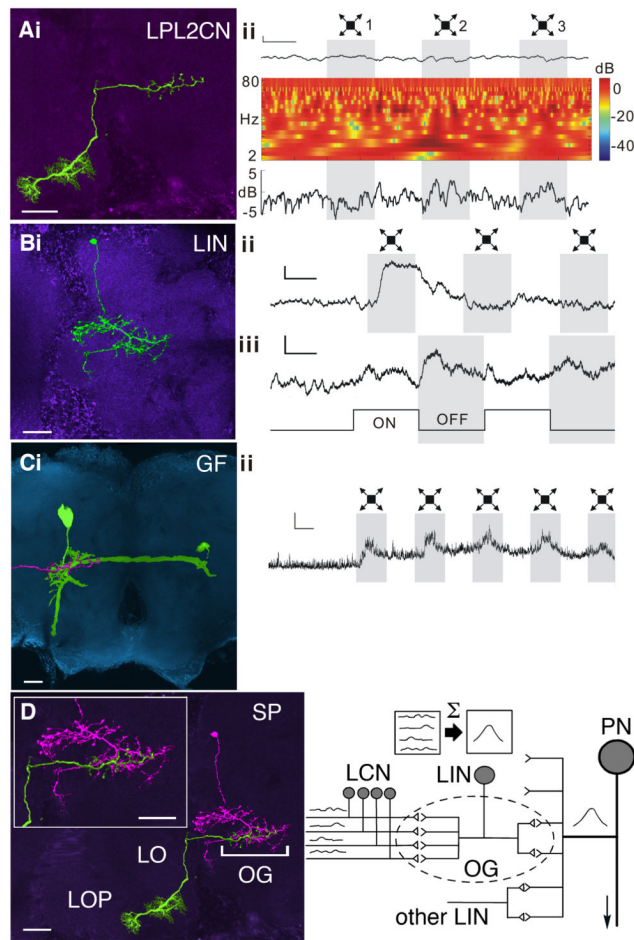 Ai LPL2CN ii 1 2 3
80 dB
Hz 0
-20
2 -40
5
dB
-5
Bi LIN ii
iii
ON OFF
Ci GF ii
D SP Σ PN
LCN LIN
LO OG OG
LOP other LIN